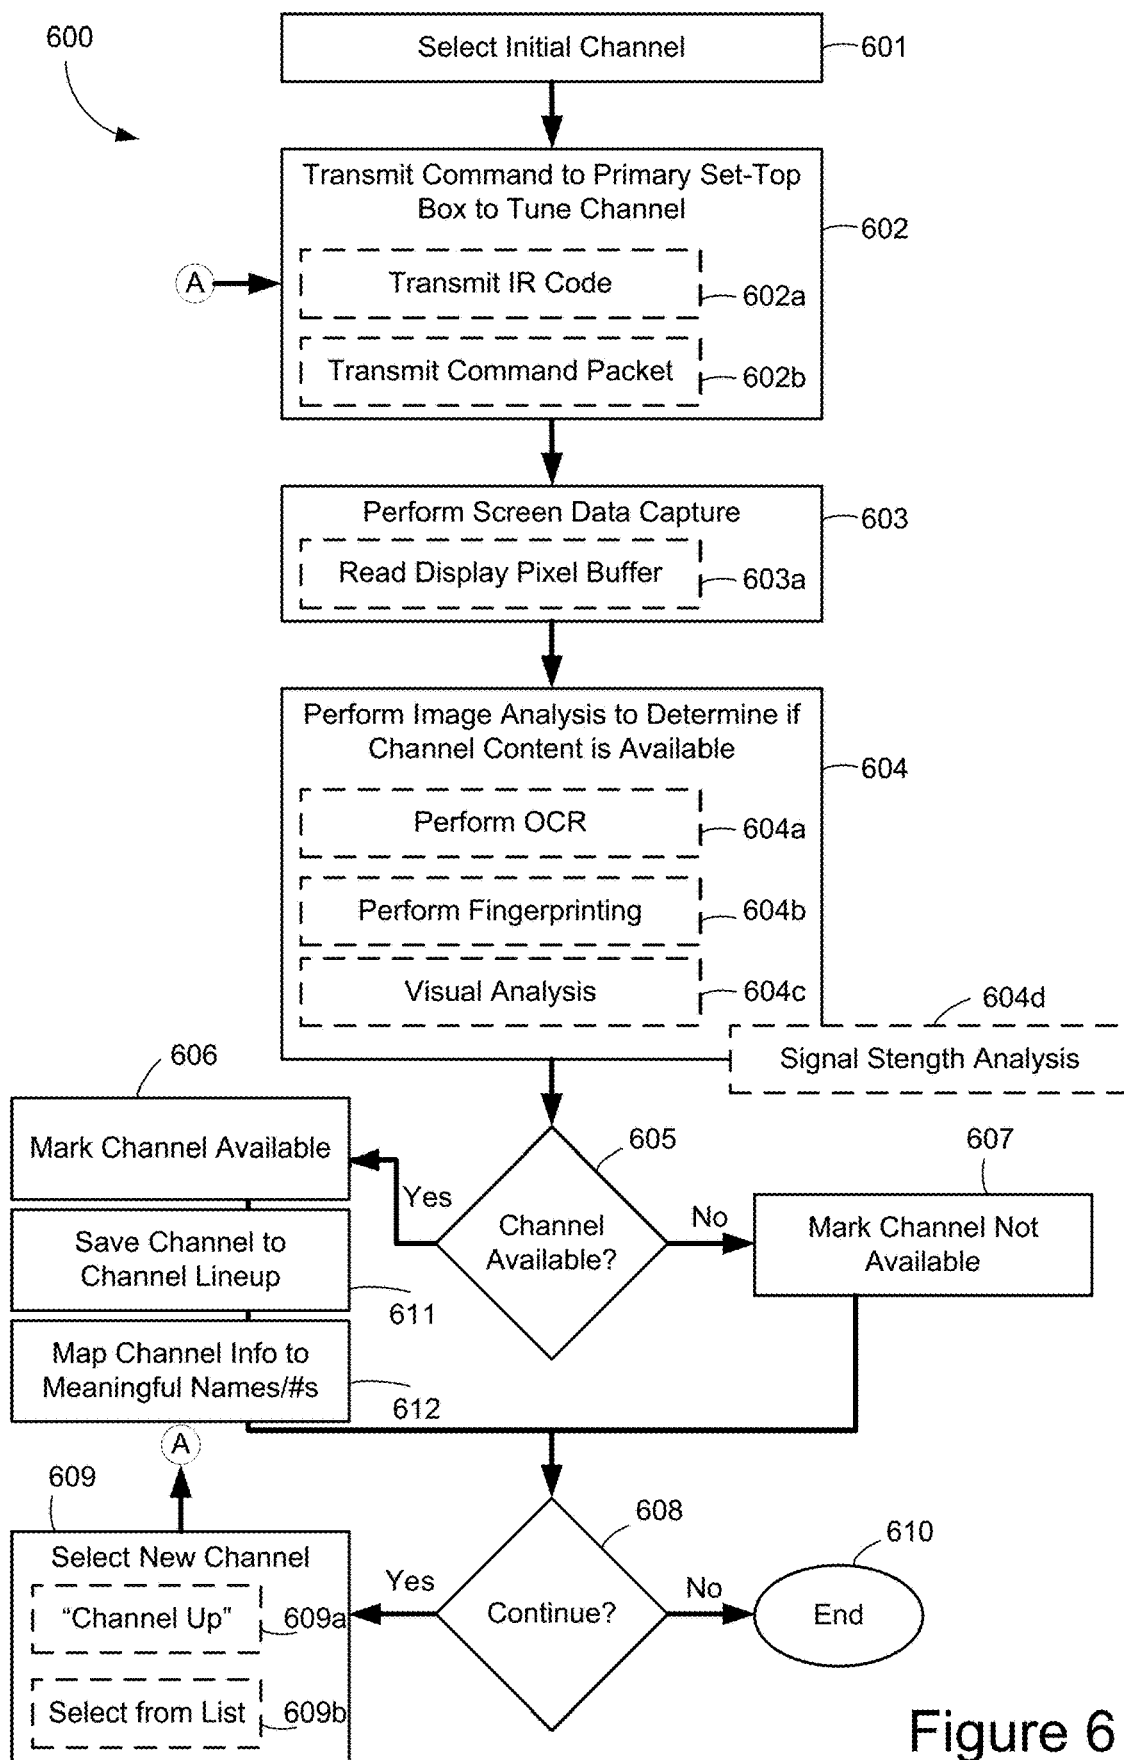 600
Select Initial Channel
601
Transmit Command to Primary Set-Top
Box to Tune Channel
602
A
Transmit IR Code
602a
Transmit Command Packet
602b
Perform Screen Data Capture
603
Read Display Pixel Buffer
603a
Perform Image Analysis to Determine if
Channel Content is Available
604
Perform OCR
604a
Perform Fingerprinting
604b
Visual Analysis
604c
604d
Signal Stength Analysis
606
Mark Channel Available
605
Channel
Available?
Yes
No
607
Mark Channel Not
Available
Save Channel to
Channel Lineup
611
Map Channel Info to
Meaningful Names/#s
612
A
609
Select New Channel
"Channel Up"
609a
Select from List
609b
608
Continue?
Yes
No
610
End
Figure 6